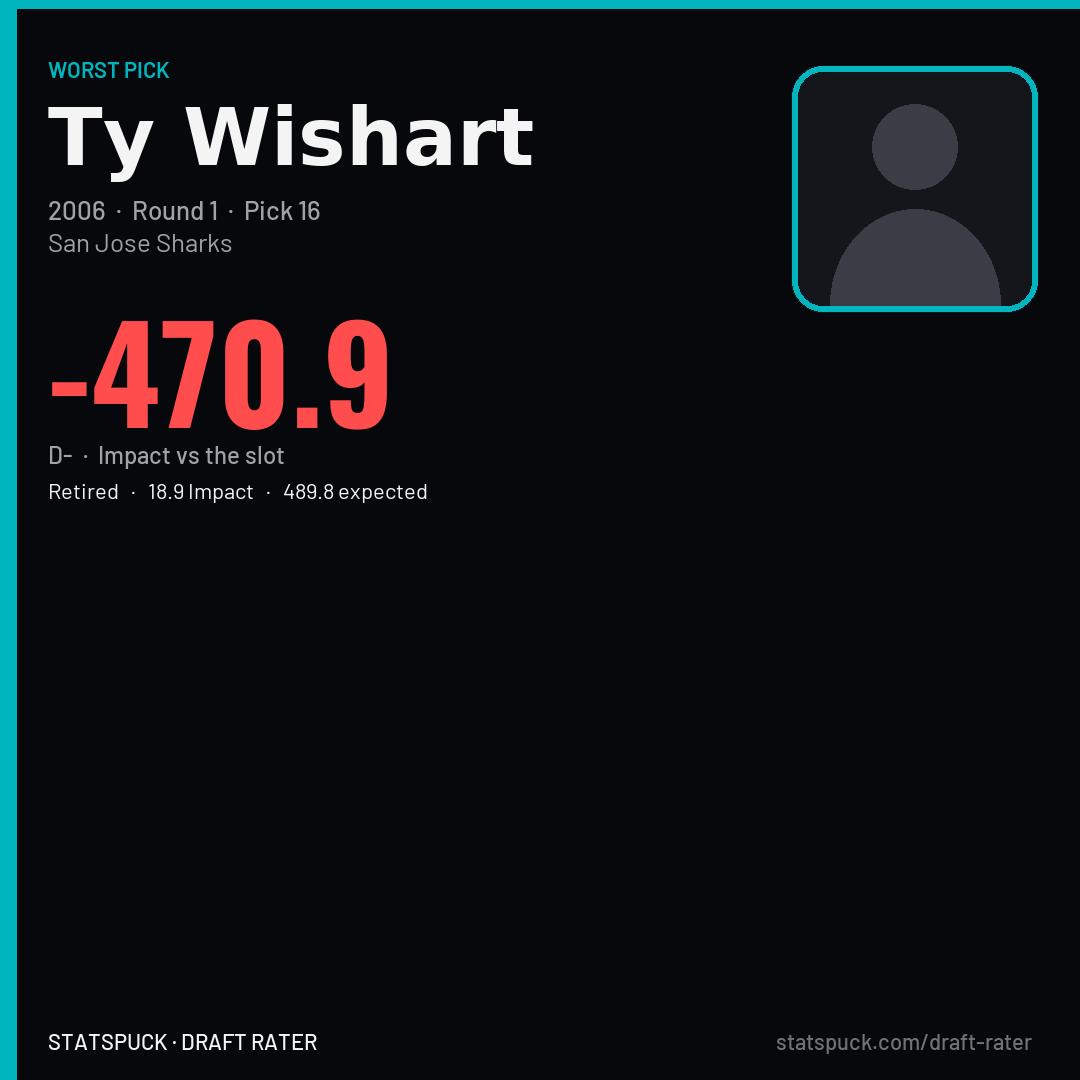 WORST PICK
Ty Wishart
2006 · Round 1 · Pick 16
San Jose Sharks
-470.9
D- · Impact vs the slot
Retired · 18.9 Impact · 489.8 expected
STATSPUCK · DRAFT RATER
statspuck.com/draft-rater